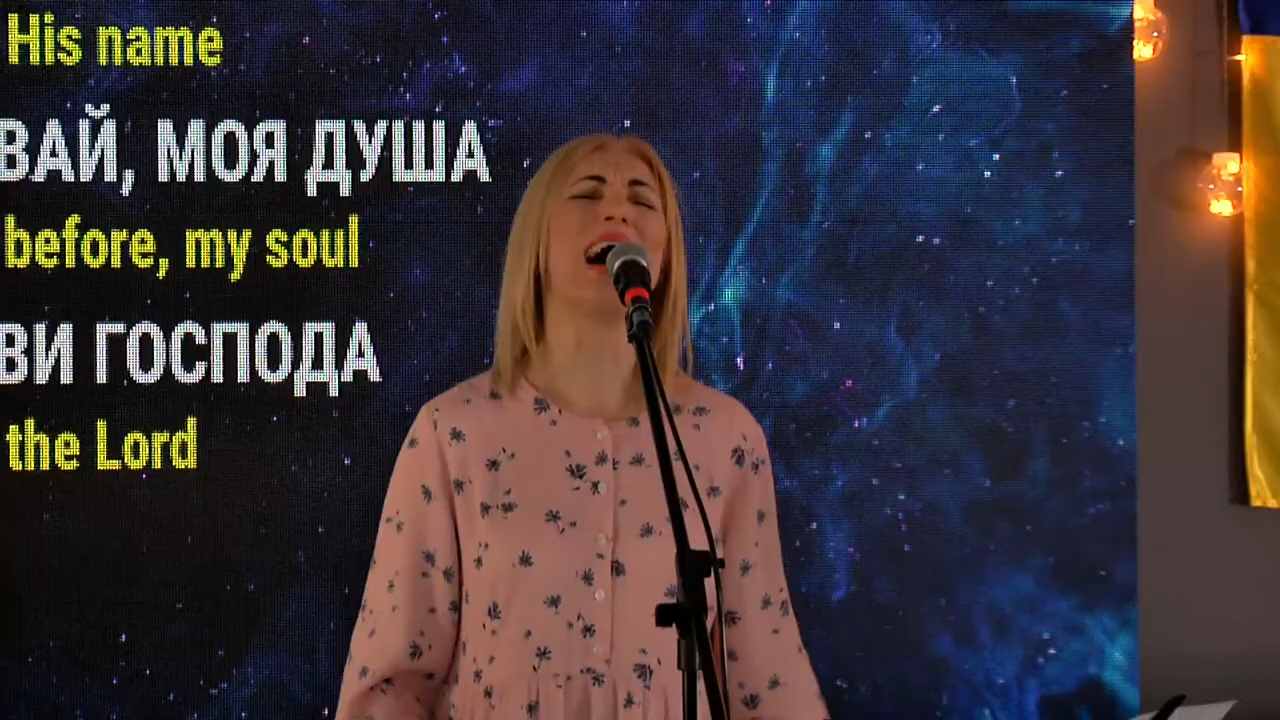 His name
ВАЙ, МОЯ ДУША
before, my soul
ВИ ГОСПОДА
the Lord